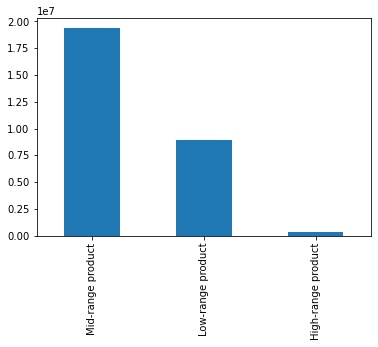 1e7
2.00
1.75
1.50
1.25
1.00
0.75
0.50
0.25
0.00
Mid-range product
Low-range product
High-range product